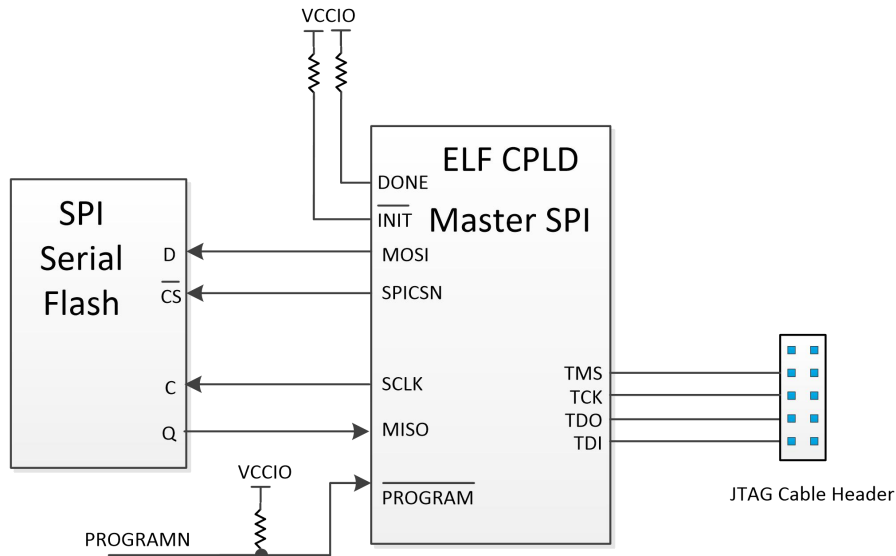 VCCIO
ELF CPLD
Master SPI
DONE
INIT
MOSI
SPICSN
SCLK
MISO
PROGRAM
SPI
Serial
Flash
D
CS
C
Q
TMS
TCK
TDO
TDI
JTAG Cable Header
VCCIO
PROGRAMN